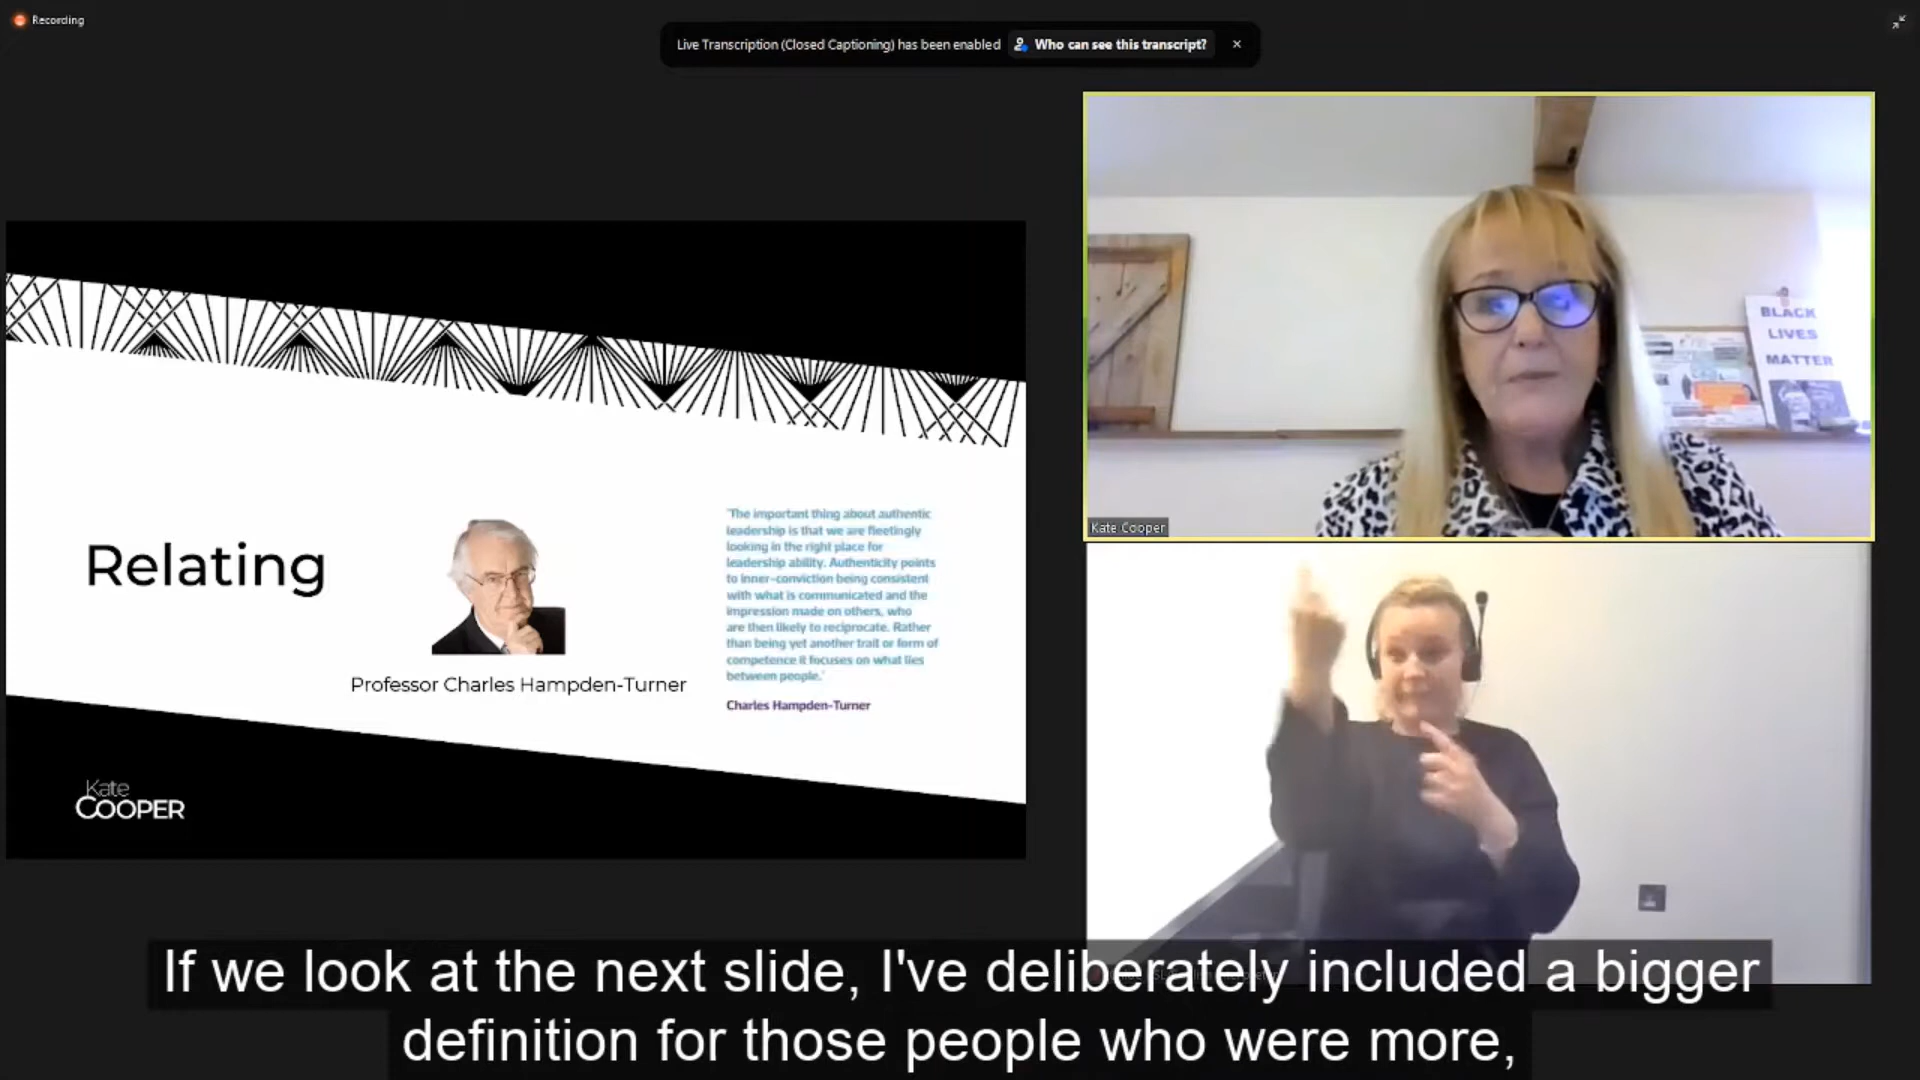 Recording
Live Transcription (Closed Captioning) has been enabled Who can see this transcript?
BLACK
LIVES
MATTER
Kate Cooper
Relating
Professor Charles Hampden-Turner
'The important thing about authentic
leadership is that we are fleetingly
looking in the right place for
leadership ability. Authenticity points
to inner-conviction being consistent
with what is communicated and the
impression made on others, who
are then likely to reciprocate. Rather
than being yet another trait or form of
competence it focuses on what lies
between people.'
Charles Hampden-Turner
Kate
COOPER
If we look at the next slide, I've deliberately included a bigger
definition for those people who were more,